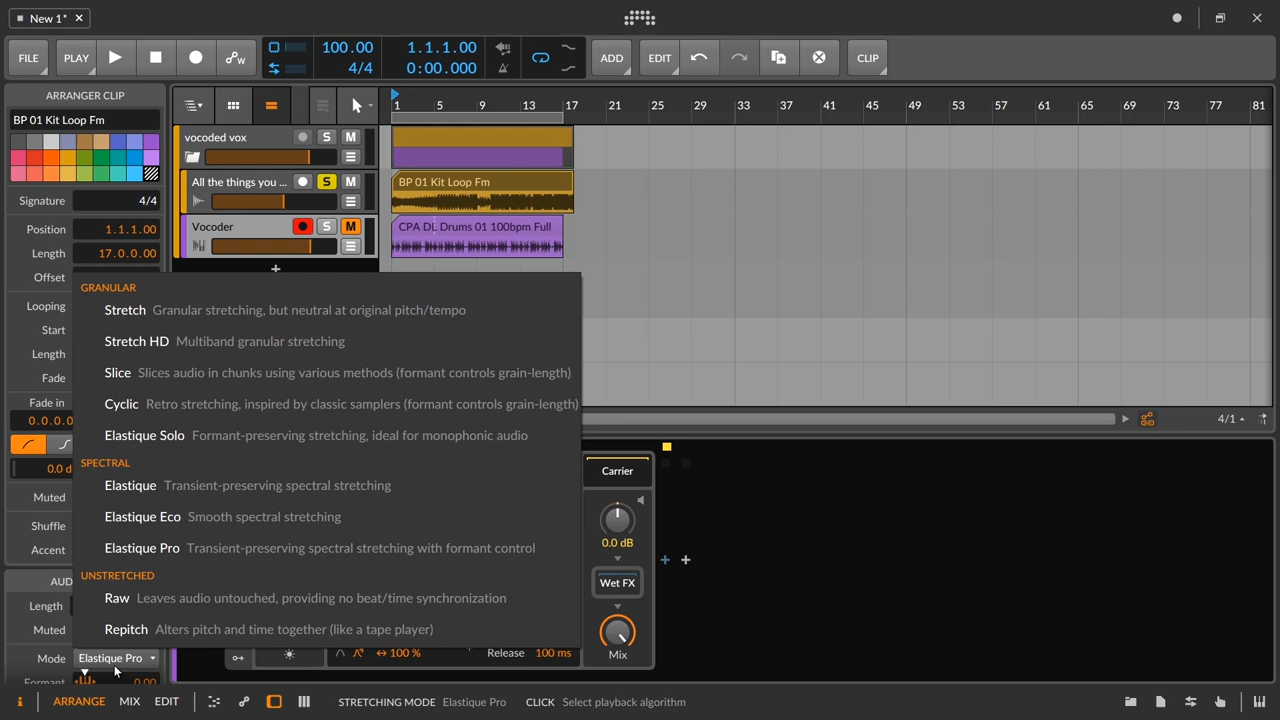 New 1*
FILE
PLAY
100.00
4/4
1.1.1.00
0:00.000
ADD
EDIT
CLIP
ARRANGER CLIP
BP 01 Kit Loop Fm
Signature 4/4
Position 1.1.1.00
Length 17.0.0.00
Offset
Looping
Start
Length
Fade
Fade in
0.0.0.0
0.0 d
Muted
Shuffle
Accent
AUD
Length
Muted
Mode Elastique Pro
Formant 0.00
1 5 9 13 17 21 25 29 33 37 41 45 49 53 57 61 65 69 73 77 81
vocoded vox S M
All the things you ... S M
BP 01 Kit Loop Fm
Vocoder S M
CPA DL Drums 01 100bpm Full
4/1
GRANULAR
Stretch Granular stretching, but neutral at original pitch/tempo
Stretch HD Multiband granular stretching
Slice Slices audio in chunks using various methods (formant controls grain-length)
Cyclic Retro stretching, inspired by classic samplers (formant controls grain-length)
Elastique Solo Formant-preserving stretching, ideal for monophonic audio
SPECTRAL
Elastique Transient-preserving spectral stretching
Elastique Eco Smooth spectral stretching
Elastique Pro Transient-preserving spectral stretching with formant control
UNSTRETCHED
Raw Leaves audio untouched, providing no beat/time synchronization
Repitch Alters pitch and time together (like a tape player)
Carrier
0.0 dB
Wet FX
Mix
100 %
Release 100 ms
ARRANGE
MIX
EDIT
STRETCHING MODE Elastique Pro
CLICK Select playback algorithm